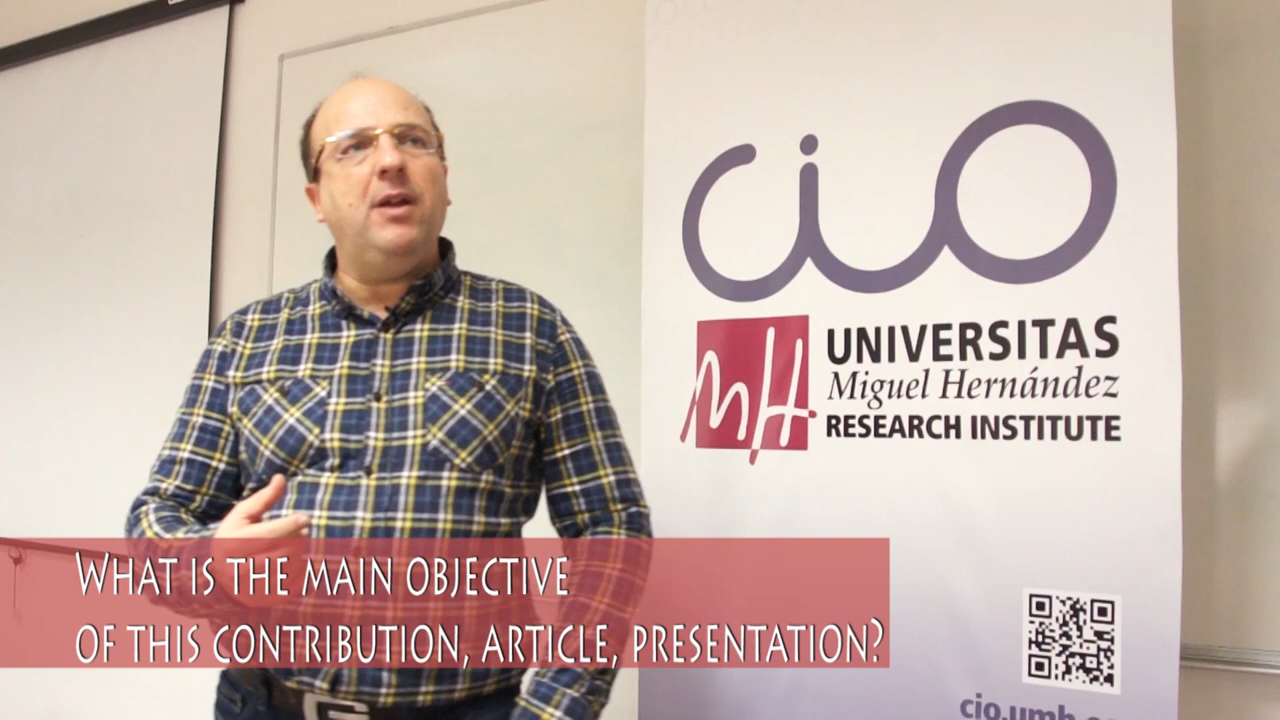 cio
UNIVERSITAS
Miguel Hernández
RESEARCH INSTITUTE
WHAT IS THE MAIN OBJECTIVE
OF THIS CONTRIBUTION, ARTICLE, PRESENTATION?